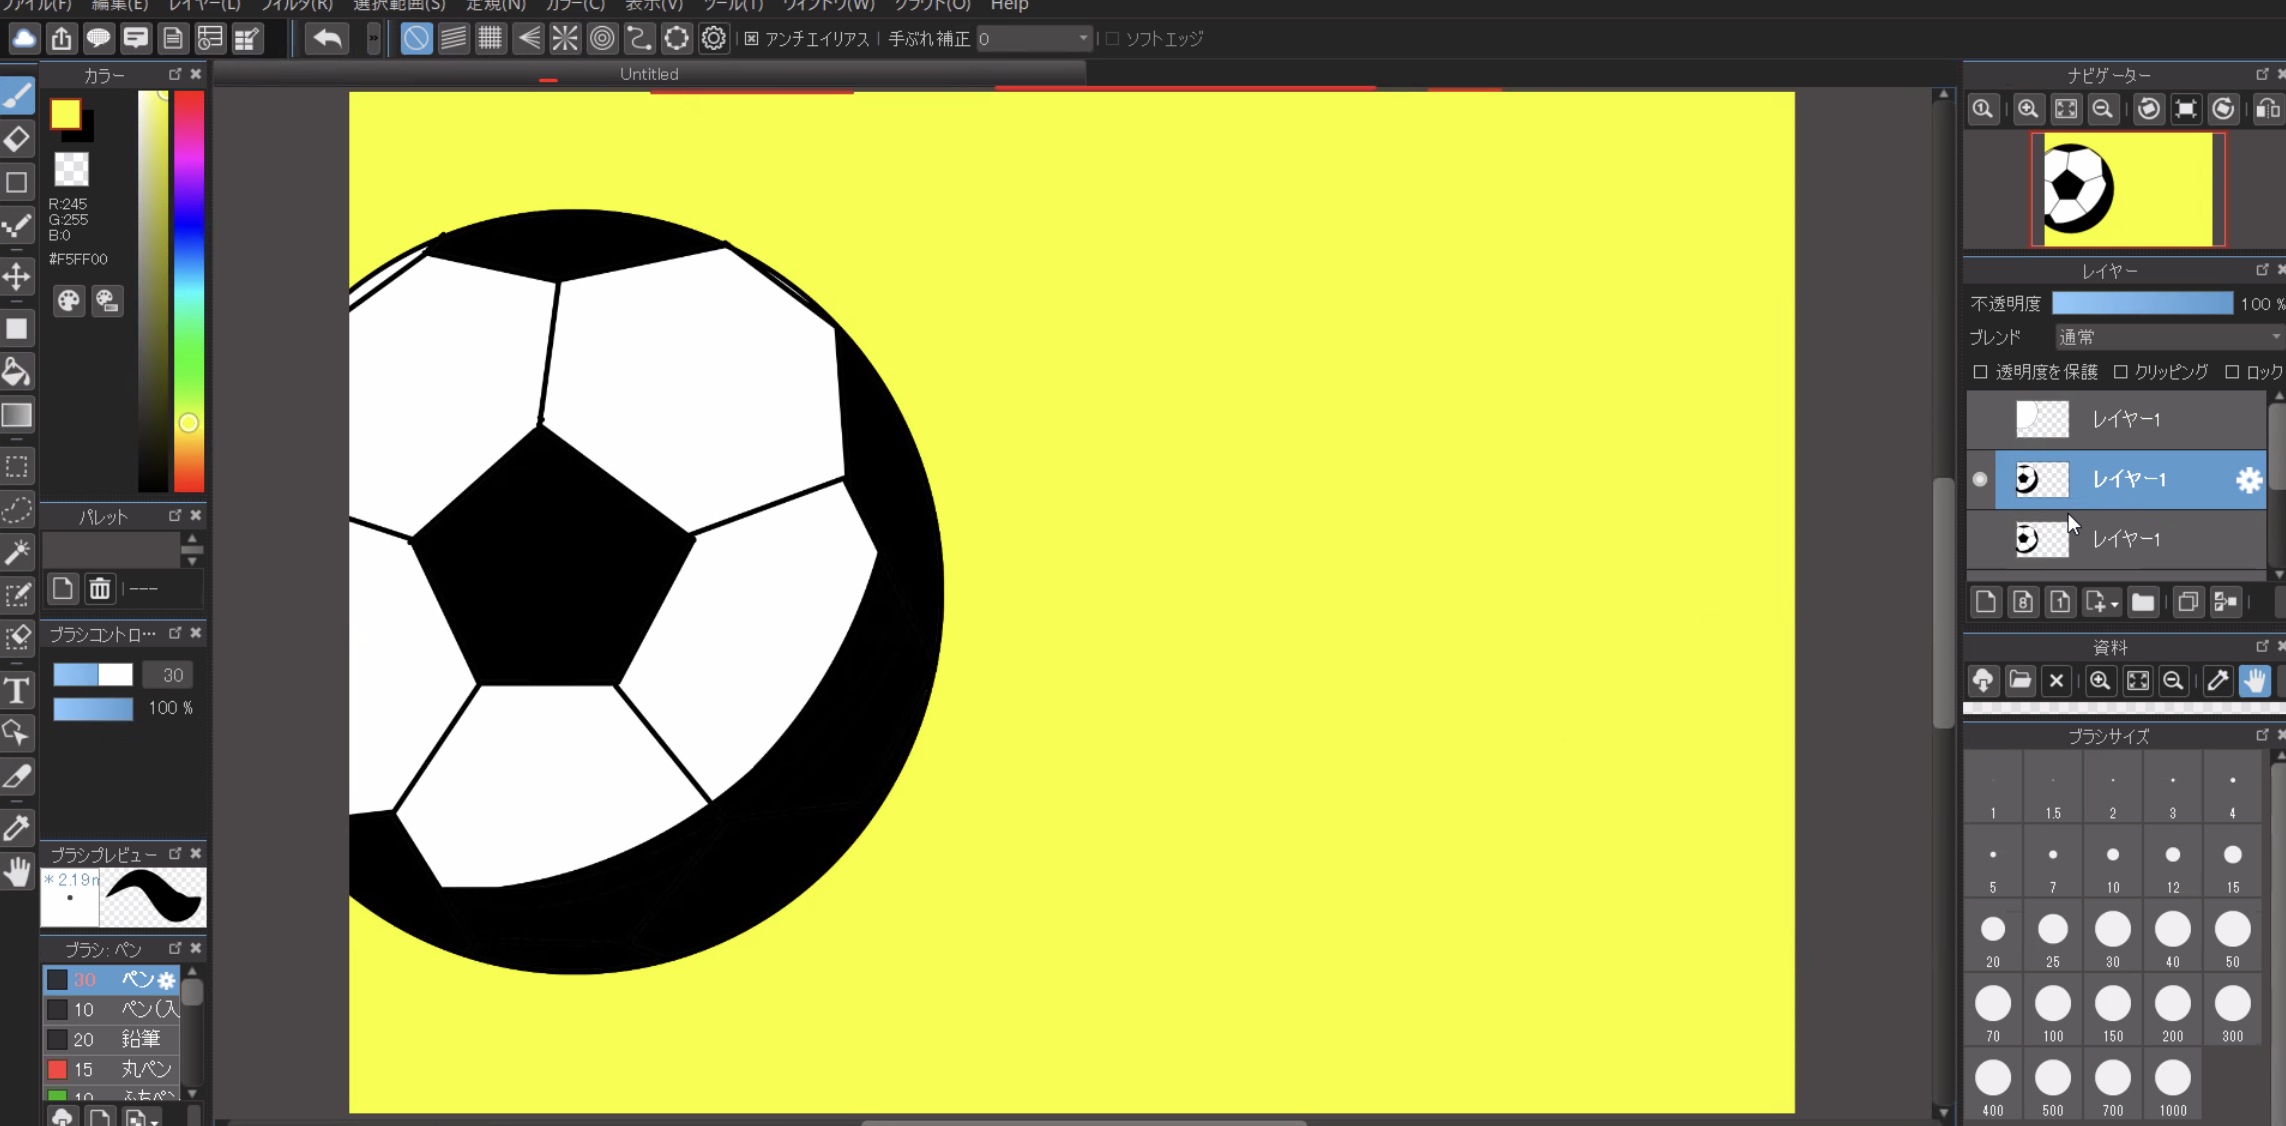 ファイル(F) 編集(E) レイヤー(L) フィルタ(R) 選択範囲(S) 定規(N) カラー(C) 表示(V) ツール(T) ウィンドウ(W) クラウド(O) Help
アンチエイリアス 手ぶれ補正 0 ソフトエッジ
Untitled
カラー
R:245
G:255
B:0
#F5FF00
パレット
---
ブラシコントロ…
30
100 %
ブラシプレビュー
* 2.19
ブラシ: ペン
30 ペン
10 ペン(入
20 鉛筆
15 丸ペン
10 ふちペン
ナビゲーター
レイヤー
不透明度 100 %
ブレンド 通常
透明度を保護 クリッピング ロック
レイヤー1
レイヤー1
レイヤー1
8 1
資料
ブラシサイズ
1 1.5 2 3 4
5 7 10 12 15
20 25 30 40 50
70 100 150 200 300
400 500 700 1000